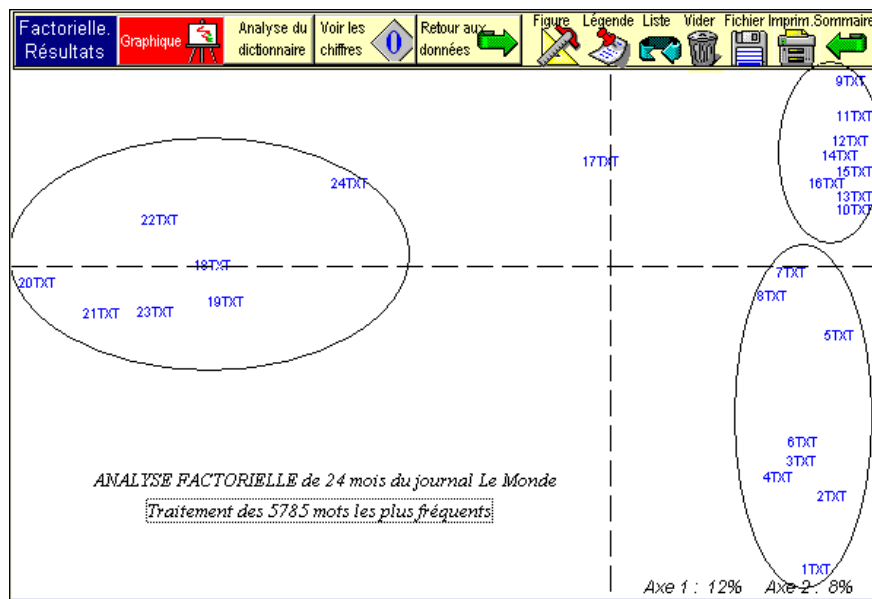 Factorielle. Résultats
Graphique
Analyse du dictionnaire
Voir les chiffres
0
Retour aux données
Figure
Légende
Liste
Vider
Fichier
Imprim.
Sommaire
9TXT
11TXT
12TXT
14TXT
15TXT
16TXT
13TXT
10TXT
17TXT
24TXT
22TXT
18TXT
20TXT
19TXT
21TXT
23TXT
7TXT
8TXT
5TXT
6TXT
3TXT
4TXT
2TXT
1TXT
ANALYSE FACTORIELLE de 24 mois du journal Le Monde
Traitement des 5785 mots les plus fréquents
Axe 1 : 12% Axe 2 : 8%